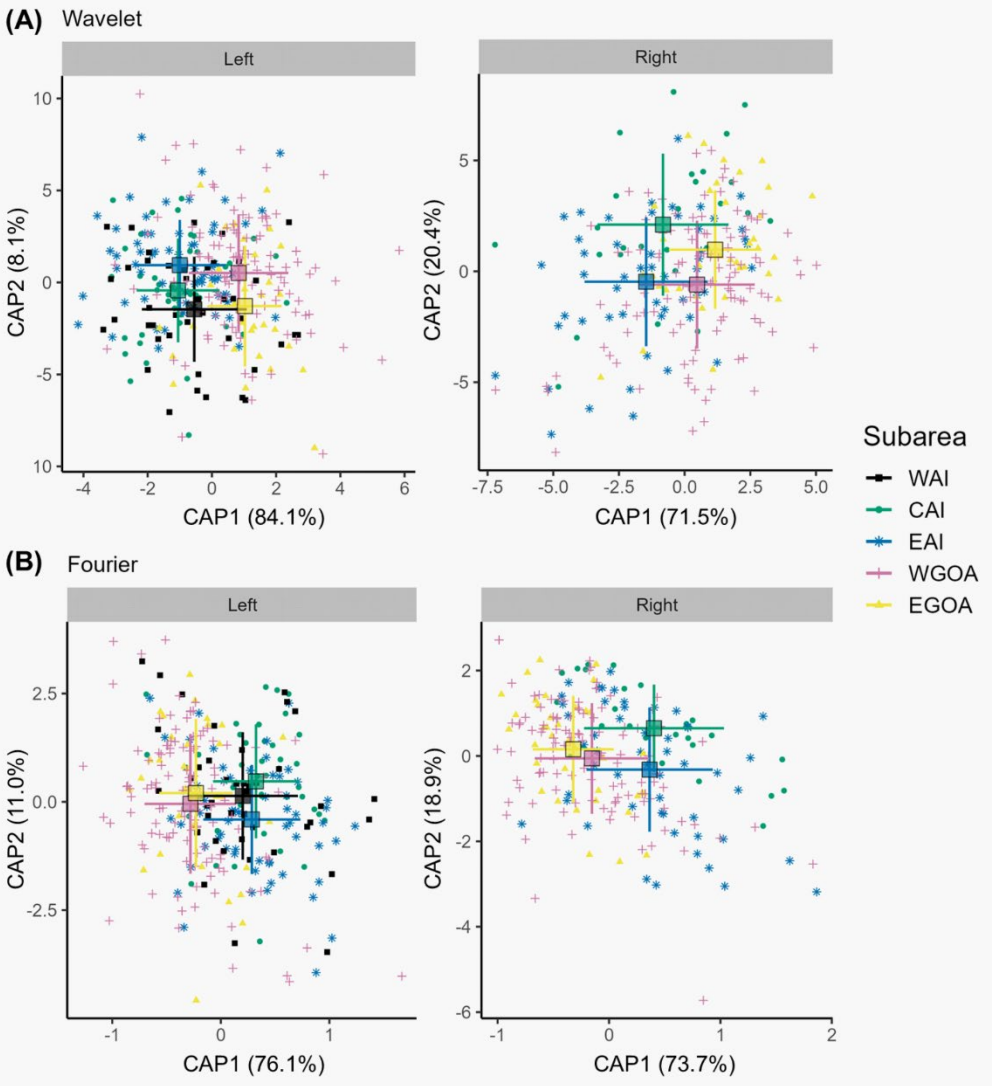 (A) Wavelet
Left
Right
CAP2 (8.1%)
10
5
0
-5
10
-4 -2 0 2 4 6
CAP1 (84.1%)
CAP2 (20.4%)
5
0
-5
-7.5 -5.0 -2.5 0.0 2.5 5.0
CAP1 (71.5%)
Subarea
WAI
CAI
EAI
WGOA
EGOA
(B) Fourier
Left
Right
CAP2 (11.0%)
2.5
0.0
-2.5
-1 0 1
CAP1 (76.1%)
CAP2 (18.9%)
2
0
-2
-4
-6
-1 0 1 2
CAP1 (73.7%)